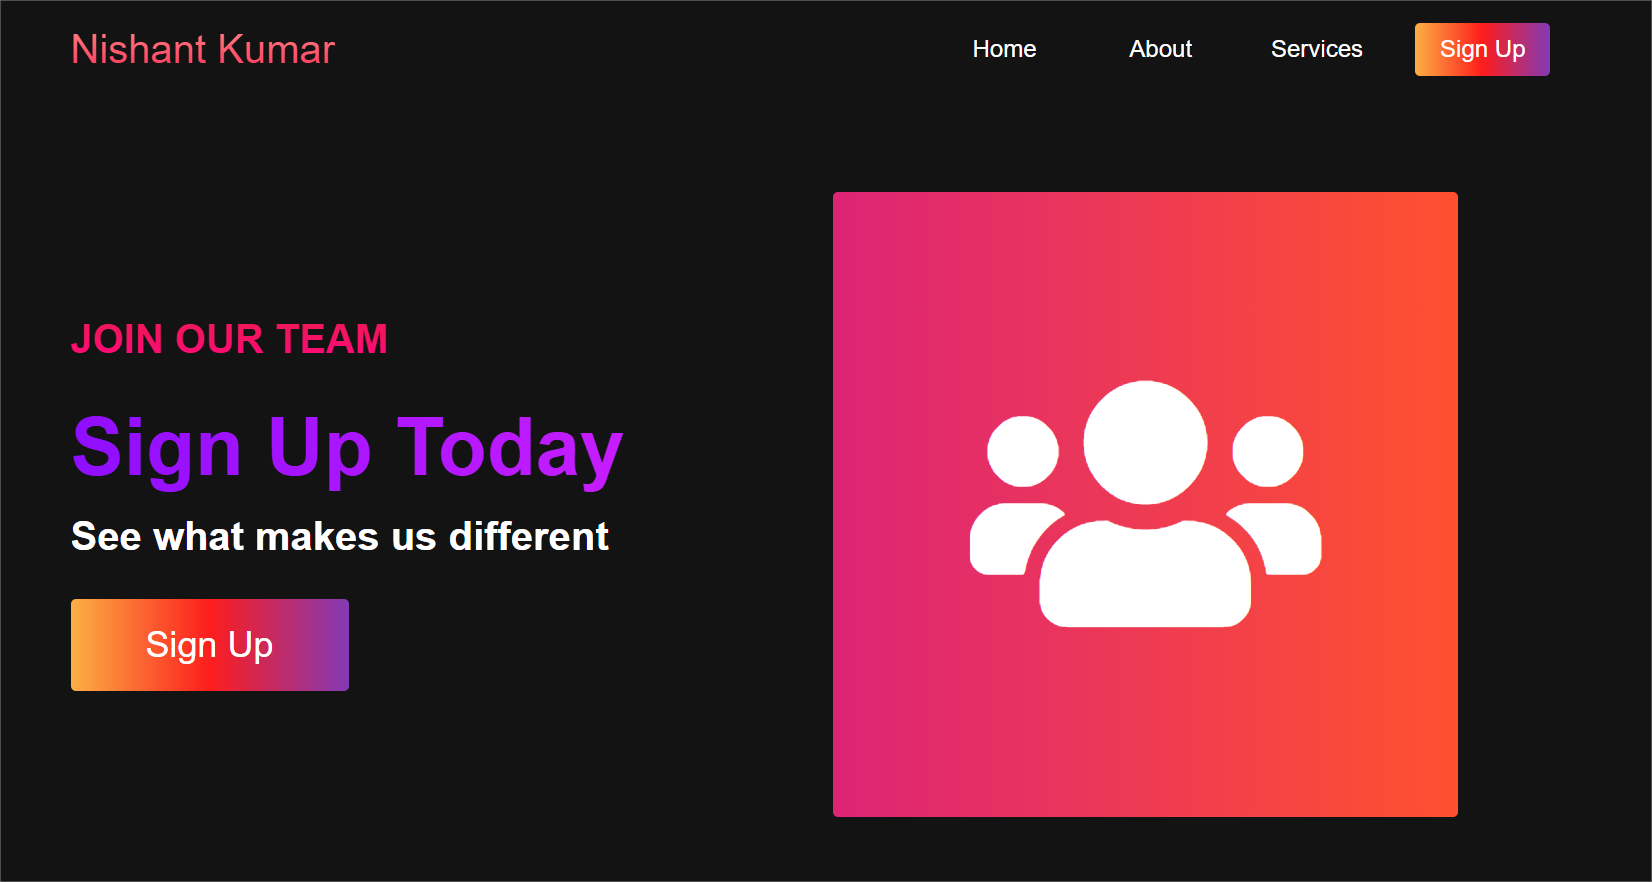 Nishant Kumar
Home About Services Sign Up
JOIN OUR TEAM
Sign Up Today
See what makes us different
Sign Up